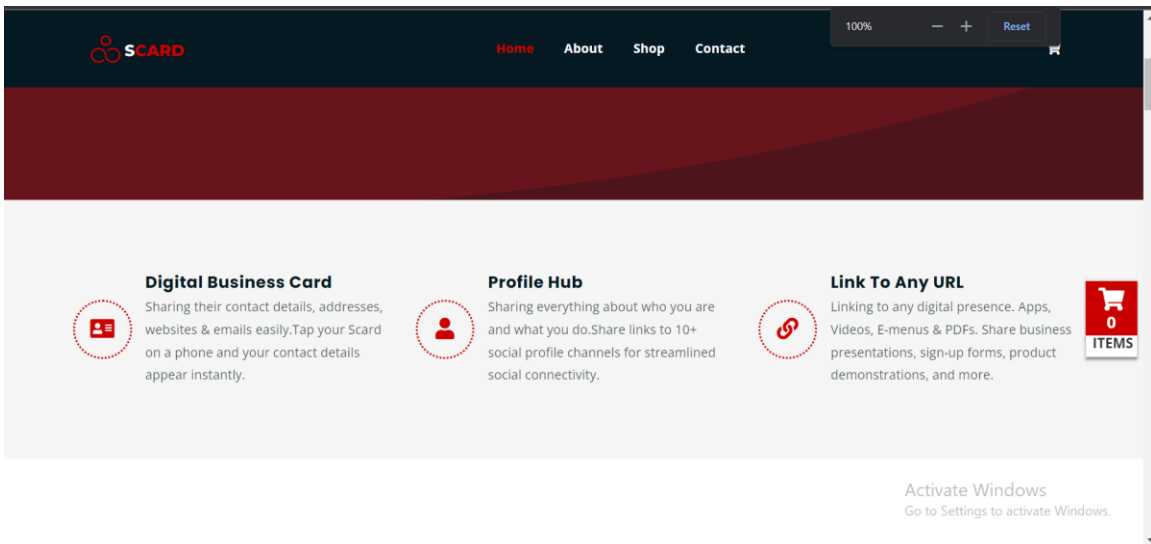 100% − + Reset
SCARD Home About Shop Contact
Digital Business Card
Sharing their contact details, addresses,
websites & emails easily.Tap your Scard
on a phone and your contact details
appear instantly.
Profile Hub
Sharing everything about who you are
and what you do.Share links to 10+
social profile channels for streamlined
social connectivity.
Link To Any URL
Linking to any digital presence. Apps,
Videos, E-menus & PDFs. Share business
presentations, sign-up forms, product
demonstrations, and more.
0
ITEMS
Activate Windows
Go to Settings to activate Windows.